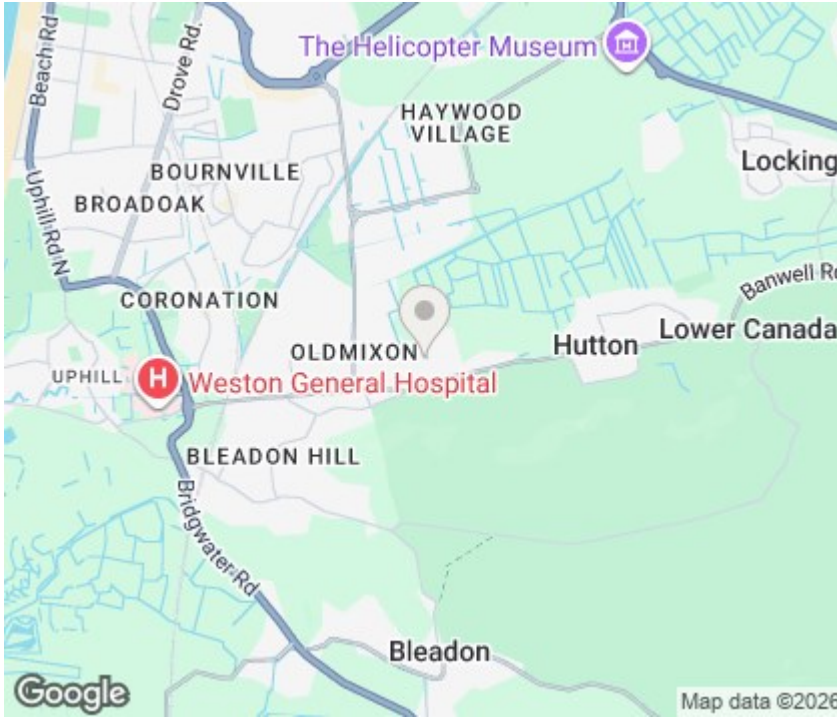 The Helicopter Museum
Beach Rd
Drove Rd.
HAYWOOD
VILLAGE
Locking
BOURNVILLE
BROADOAK
Uphill Rd N
Banwell Rd
CORONATION
Lower Canada
Hutton
OLDMIXON
UPHILL
H
Weston General Hospital
BLEADON HILL
Bridgwater Rd
Bleadon
Google
Map data ©2026